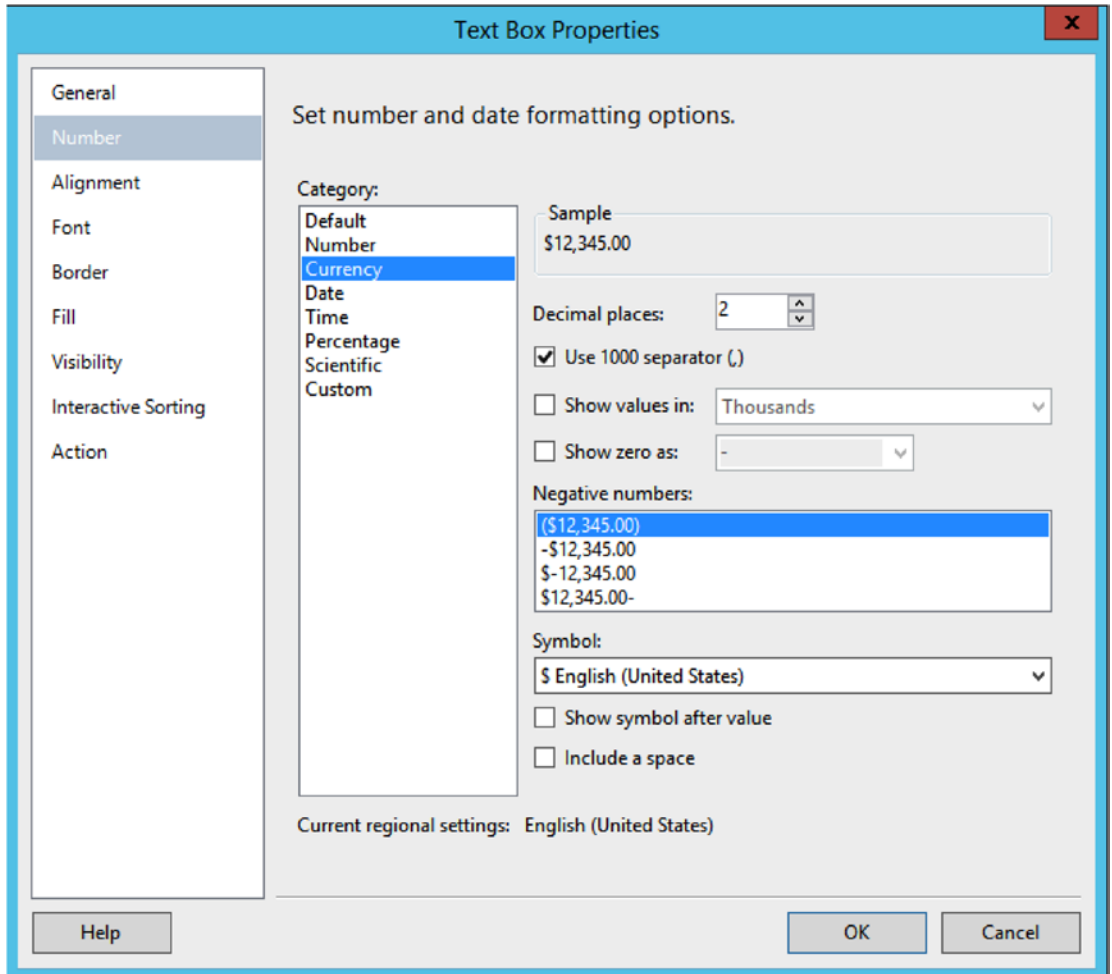 Text Box Properties
x
General
Number
Alignment
Font
Border
Fill
Visibility
Interactive Sorting
Action
Set number and date formatting options.
Category:
Default
Number
Currency
Date
Time
Percentage
Scientific
Custom
Sample
$12,345.00
Decimal places: 2
Use 1000 separator (,)
Show values in: Thousands
Show zero as: -
Negative numbers:
($12,345.00)
-$12,345.00
$-12,345.00
$12,345.00-
Symbol:
$ English (United States)
Show symbol after value
Include a space
Current regional settings: English (United States)
Help
OK
Cancel